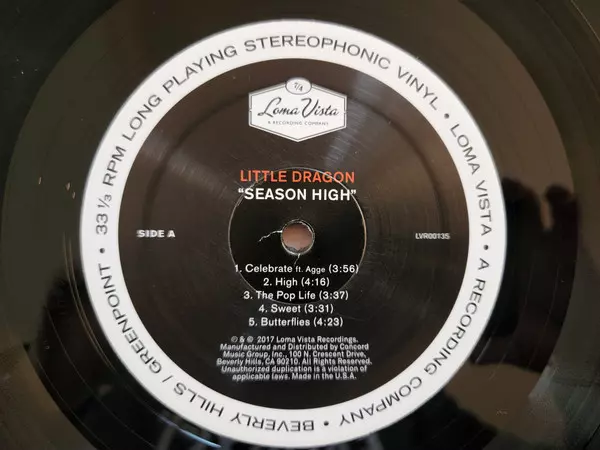 33 ⅓ RPM LONG PLAYING STEREOPHONIC VINYL • LOMA VISTA • A RECORDING COMPANY • BEVERLY HILLS / GREENPOINT •
L/V
Loma Vista
A RECORDING COMPANY
LITTLE DRAGON
"SEASON HIGH"
SIDE A
LVR00135
1. Celebrate ft. Agge (3:56)
2. High (4:16)
3. The Pop Life (3:37)
4. Sweet (3:31)
5. Butterflies (4:23)
℗ & © 2017 Loma Vista Recordings.
Manufactured and Distributed by Concord
Music Group, Inc., 100 N. Crescent Drive,
Beverly Hills, CA 90210. All Rights Reserved.
Unauthorized duplication is a violation of
applicable laws. Made in the U.S.A.